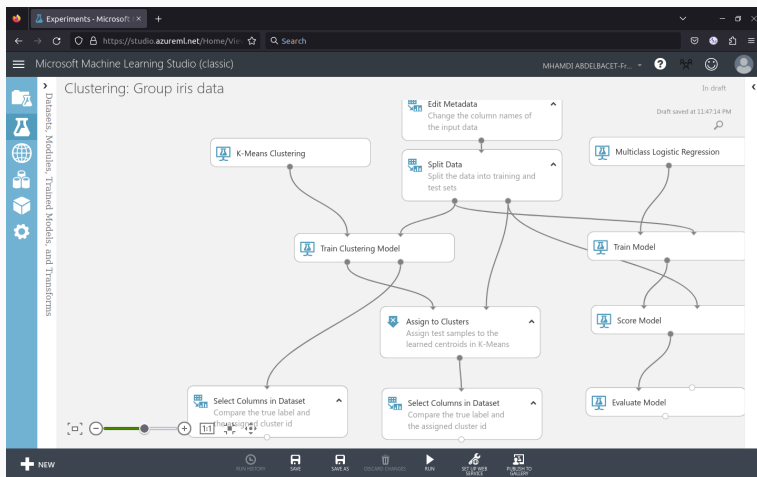 Experiments - Microsoft
https://studio.azureml.net/Home/Vie
Search
Microsoft Machine Learning Studio (classic)
MHAMDI ABDELBACET-Fr...
Clustering: Group iris data
In draft
Draft saved at 11:47:14 PM
Datasets, Modules, Trained Models, and Transforms
Edit Metadata
Change the column names of
the input data
K-Means Clustering
Split Data
Split the data into training and
test sets
Multiclass Logistic Regression
Train Clustering Model
Train Model
Assign to Clusters
Assign test samples to the
learned centroids in K-Means
Score Model
Select Columns in Dataset
Compare the true label and
the assigned cluster id
Select Columns in Dataset
Compare the true label and
the assigned cluster id
Evaluate Model
1:1
NEW
RUN HISTORY
SAVE
SAVE AS
DISCARD CHANGES
RUN
SET UP WEB
SERVICE
PUBLISH TO
GALLERY